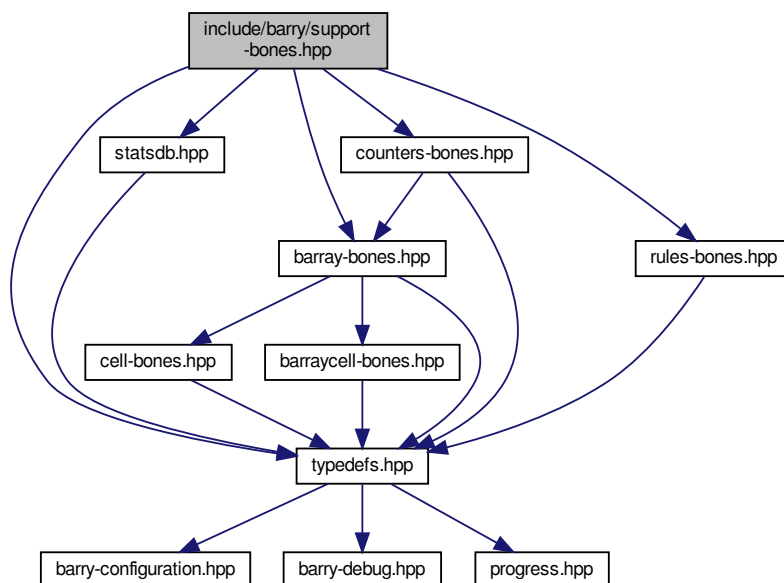 include/barry/support
-bones.hpp
statsdb.hpp
counters-bones.hpp
barray-bones.hpp
rules-bones.hpp
cell-bones.hpp
barraycell-bones.hpp
typedefs.hpp
barry-configuration.hpp
barry-debug.hpp
progress.hpp